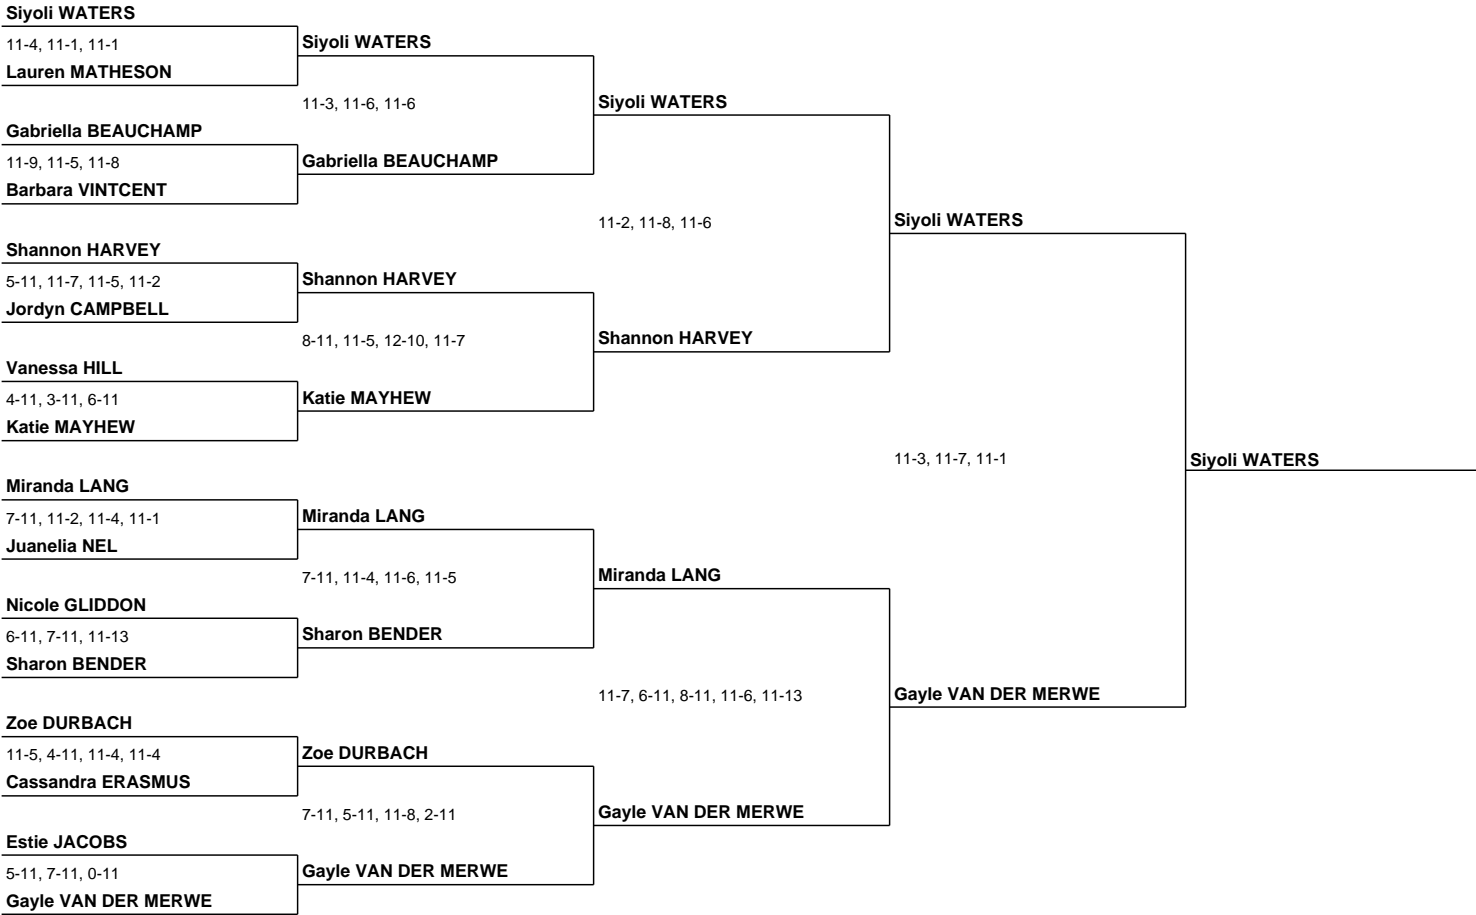 Siyoli WATERS
11-4, 11-1, 11-1
Lauren MATHESON
Gabriella BEAUCHAMP
11-9, 11-5, 11-8
Barbara VINTCENT
Shannon HARVEY
5-11, 11-7, 11-5, 11-2
Jordyn CAMPBELL
Vanessa HILL
4-11, 3-11, 6-11
Katie MAYHEW
Miranda LANG
7-11, 11-2, 11-4, 11-1
Juanelia NEL
Nicole GLIDDON
6-11, 7-11, 11-13
Sharon BENDER
Zoe DURBACH
11-5, 4-11, 11-4, 11-4
Cassandra ERASMUS
Estie JACOBS
5-11, 7-11, 0-11
Gayle VAN DER MERWE
Siyoli WATERS
11-3, 11-6, 11-6
Gabriella BEAUCHAMP
Shannon HARVEY
8-11, 11-5, 12-10, 11-7
Katie MAYHEW
Miranda LANG
7-11, 11-4, 11-6, 11-5
Sharon BENDER
Zoe DURBACH
7-11, 5-11, 11-8, 2-11
Gayle VAN DER MERWE
Siyoli WATERS
11-2, 11-8, 11-6
Shannon HARVEY
Miranda LANG
11-7, 6-11, 8-11, 11-6, 11-13
Gayle VAN DER MERWE
Siyoli WATERS
11-3, 11-7, 11-1
Gayle VAN DER MERWE
Siyoli WATERS